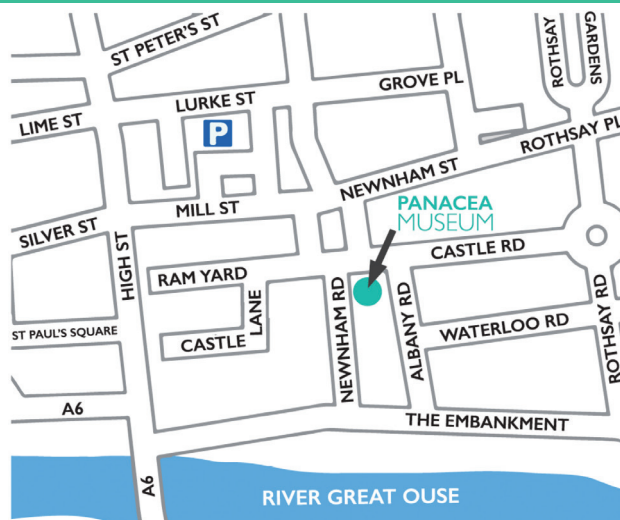 ST PETER'S ST
ROTHSAY
GARDENS
GROVE PL
LURKE ST
LIME ST
P
ROTHSAY PL
NEWNHAM ST
PANACEA
MUSEUM
MILL ST
SILVER ST
CASTLE RD
HIGH ST
RAM YARD
LANE
NEWNHAM RD
ALBANY RD
ROTHSAY RD
ST PAUL'S SQUARE
WATERLOO RD
CASTLE
A6
THE EMBANKMENT
A6
RIVER GREAT OUSE